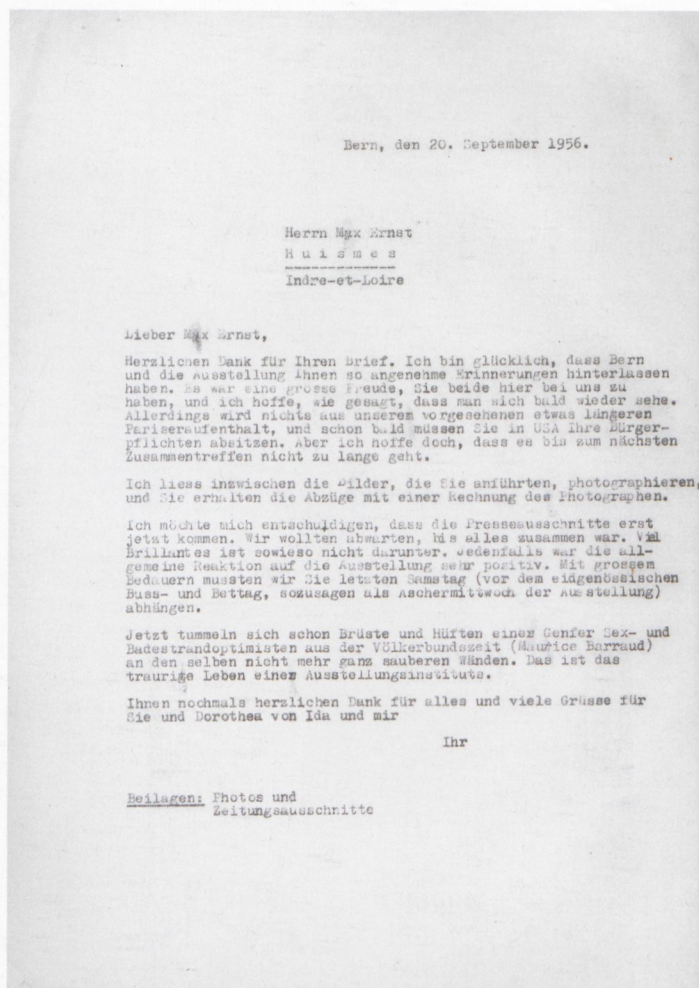 Bern, den 20. September 1956.
Herrn Max Ernst
H u i s m e s
Indre-et-Loire
Lieber Max Ernst,
Herzlichen Dank für Ihren Brief. Ich bin glücklich, dass Bern
und die Ausstellung Ihnen so angenehme Erinnerungen hinterlassen
haben. Es war eine grosse Freude, Sie beide hier bei uns zu
haben, und ich hoffe, wie gesagt, dass man sich bald wieder sehe.
Allerdings wird nichts aus unserem vorgesehenen etwas längeren
Pariseraufenthalt, und schon bald müssen Sie in USA Ihre Bürger-
pflichten absitzen. Aber ich hoffe doch, dass es bis zum nächsten
Zusammentreffen nicht zu lange geht.
Ich liess inzwischen die Bilder, die Sie anführten, photographieren,
und Sie erhalten die Abzüge mit einer Rechnung des Photographen.
Ich möchte mich entschuldigen, dass die Presseausschnitte erst
jetzt kommen. Wir wollten abwarten, bis alles zusammen war. Viel
Brillantes ist sowieso nicht darunter. Jedenfalls war die all-
gemeine Reaktion auf die Ausstellung sehr positiv. Mit grossem
Bedauern mussten wir Sie letzten Samstag (vor dem eidgenössischen
Buss- und Bettag, sozusagen als Aschermittwoch der Ausstellung)
abhängen.
Jetzt tummeln sich schon Brüste und Hüften eines Genfer Sex- und
Badestrandoptimisten aus der Völkerbundszeit (Maurice Barraud)
an den selben nicht mehr ganz sauberen Wänden. Das ist das
traurige Leben eines Ausstellungsinstituts.
Ihnen nochmals herzlichen Dank für alles und viele Grüsse für
Sie und Dorothea von Ida und mir
Ihr
Beilagen: Photos und
Zeitungsausschnitte